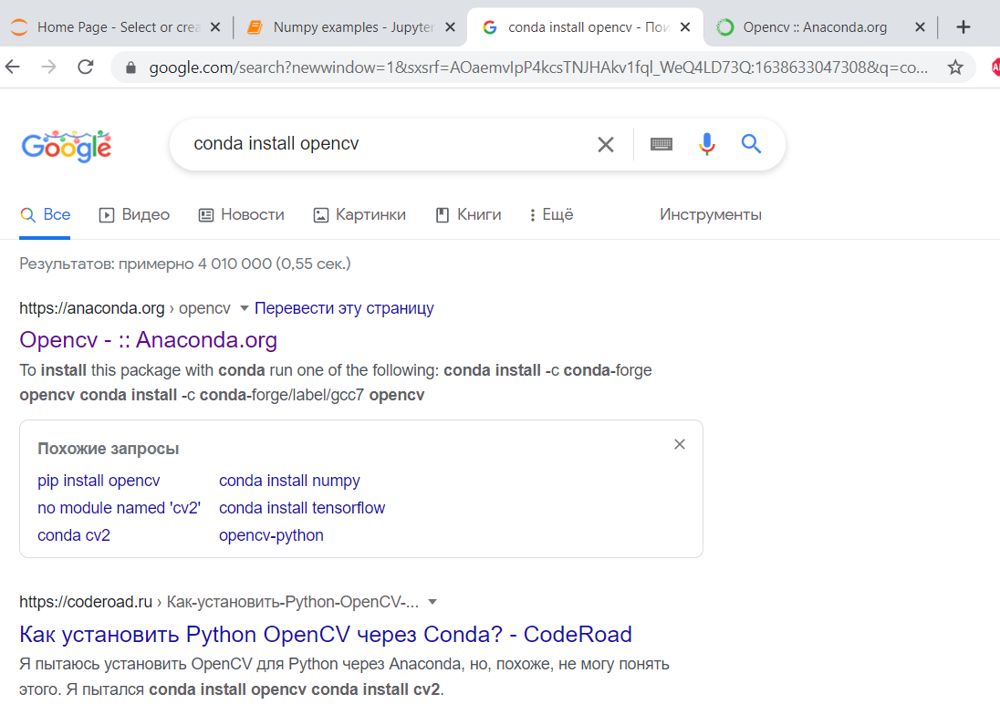 Home Page - Select or crea
Numpy examples - Jupyter
conda install opencv - Пои
Opencv :: Anaconda.org
google.com/search?newwindow=1&sxsrf=AOaemvIpP4kcsTNJHAkv1fql_WeQ4LD73Q:1638633047308&q=co...
Google
conda install opencv
Все
Видео
Новости
Картинки
Книги
Ещё
Инструменты
Результатов: примерно 4 010 000 (0,55 сек.)
https://anaconda.org › opencv Перевести эту страницу
Opencv - :: Anaconda.org
To install this package with conda run one of the following: conda install -c conda-forge
opencv conda install -c conda-forge/label/gcc7 opencv
Похожие запросы
pip install opencv
conda install numpy
no module named 'cv2'
conda install tensorflow
conda cv2
opencv-python
https://coderoad.ru › Как-установить-Python-OpenCV-...
Как установить Python OpenCV через Conda? - CodeRoad
Я пытаюсь установить OpenCV для Python через Anaconda, но, похоже, не могу понять
этого. Я пытался conda install opencv conda install cv2.